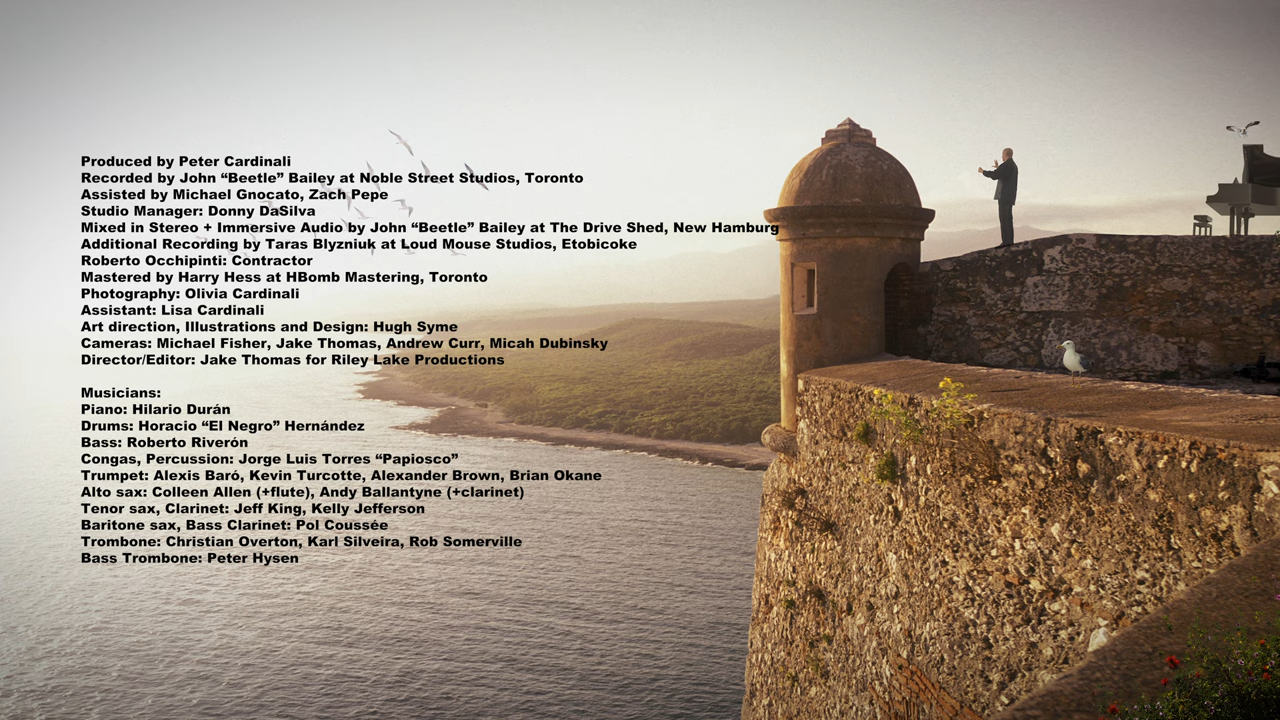 Produced by Peter Cardinali
Recorded by John “Beetle” Bailey at Noble Street Studios, Toronto
Assisted by Michael Gnocato, Zach Pepe
Studio Manager: Donny DaSilva
Mixed in Stereo + Immersive Audio by John “Beetle” Bailey at The Drive Shed, New Hamburg
Additional Recording by Taras Blyzniuk at Loud Mouse Studios, Etobicoke
Roberto Occhipinti: Contractor
Mastered by Harry Hess at HBomb Mastering, Toronto
Photography: Olivia Cardinali
Assistant: Lisa Cardinali
Art direction, Illustrations and Design: Hugh Syme
Cameras: Michael Fisher, Jake Thomas, Andrew Curr, Micah Dubinsky
Director/Editor: Jake Thomas for Riley Lake Productions
Musicians:
Piano: Hilario Durán
Drums: Horacio “El Negro” Hernández
Bass: Roberto Riverón
Congas, Percussion: Jorge Luis Torres “Papiosco”
Trumpet: Alexis Baró, Kevin Turcotte, Alexander Brown, Brian Okane
Alto sax: Colleen Allen (+flute), Andy Ballantyne (+clarinet)
Tenor sax, Clarinet: Jeff King, Kelly Jefferson
Baritone sax, Bass Clarinet: Pol Coussée
Trombone: Christian Overton, Karl Silveira, Rob Somerville
Bass Trombone: Peter Hysen